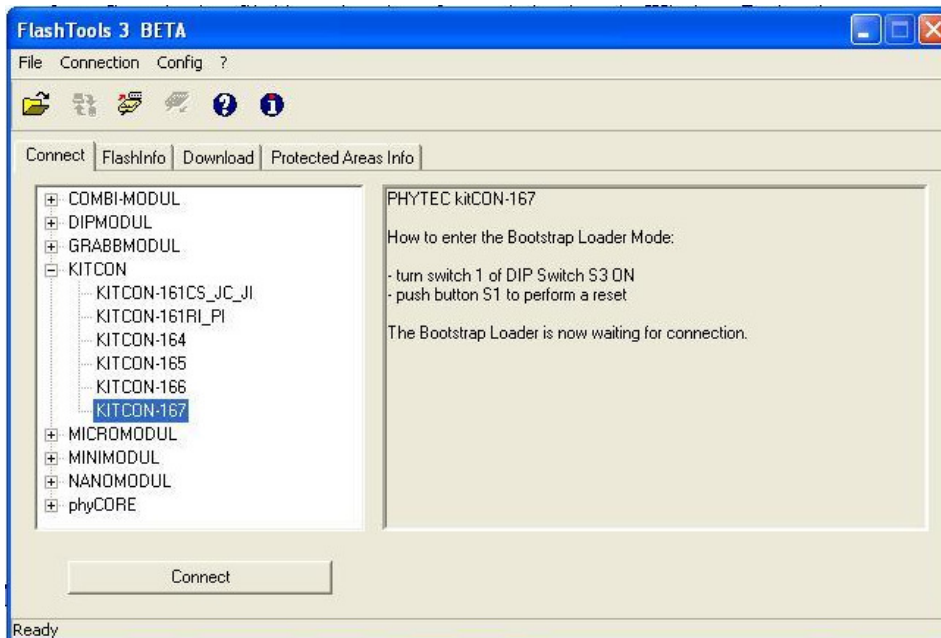 FlashTools 3 BETA
File Connection Config ?
Connect FlashInfo Download Protected Areas Info
COMBI-MODUL
DIPMODUL
GRABBMODUL
KITCON
KITCON-161CS_JC_JI
KITCON-161RI_PI
KITCON-164
KITCON-165
KITCON-166
KITCON-167
MICROMODUL
MINIMODUL
NANOMODUL
phyCORE
PHYTEC kitCON-167
How to enter the Bootstrap Loader Mode:
- turn switch 1 of DIP Switch S3 ON
- push button S1 to perform a reset
The Bootstrap Loader is now waiting for connection.
Connect
Ready